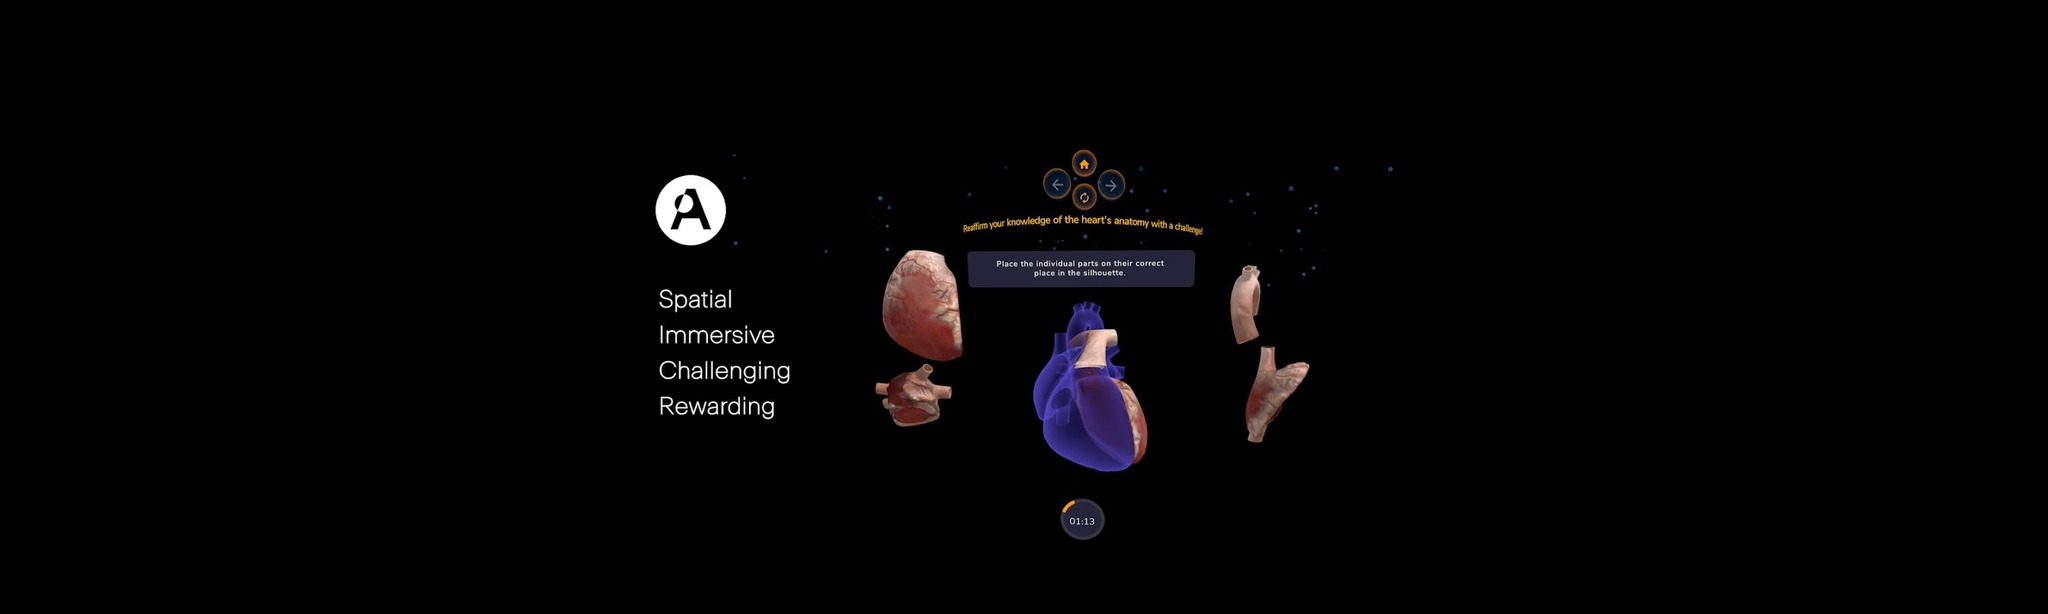 A
Spatial
Immersive
Challenging
Rewarding
Reaffirm your knowledge of the heart's anatomy with a challenge!
Place the individual parts on their correct
place in the silhouette.
01:13